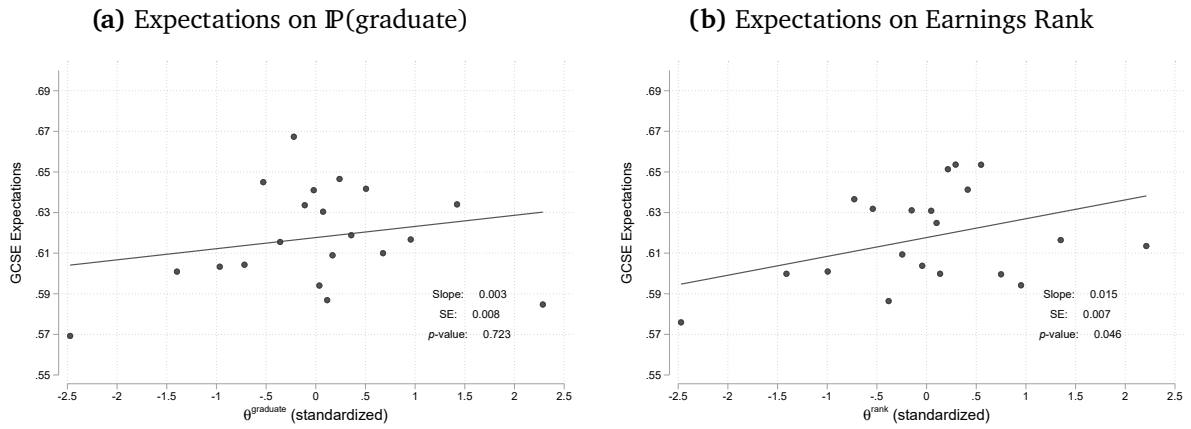 (a) Expectations on ℙ(graduate)
.69
.67
.65
.63
.61
.59
.57
.55
GCSE Expectations
Slope: 0.003
SE: 0.008
p-value: 0.723
-2.5 -2 -1.5 -1 -.5 0 .5 1 1.5 2 2.5
θ^graduate (standardized)
(b) Expectations on Earnings Rank
.69
.67
.65
.63
.61
.59
.57
.55
GCSE Expectations
Slope: 0.015
SE: 0.007
p-value: 0.046
-2.5 -2 -1.5 -1 -.5 0 .5 1 1.5 2 2.5
θ^rank (standardized)